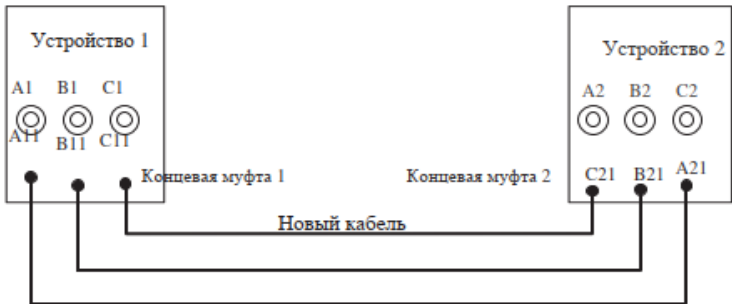 Устройство 1
Устройство 2
A1 B1 C1
A2 B2 C2
A11 B11 C11
Концевая муфта 1
Концевая муфта 2
C21 B21 A21
Новый кабель